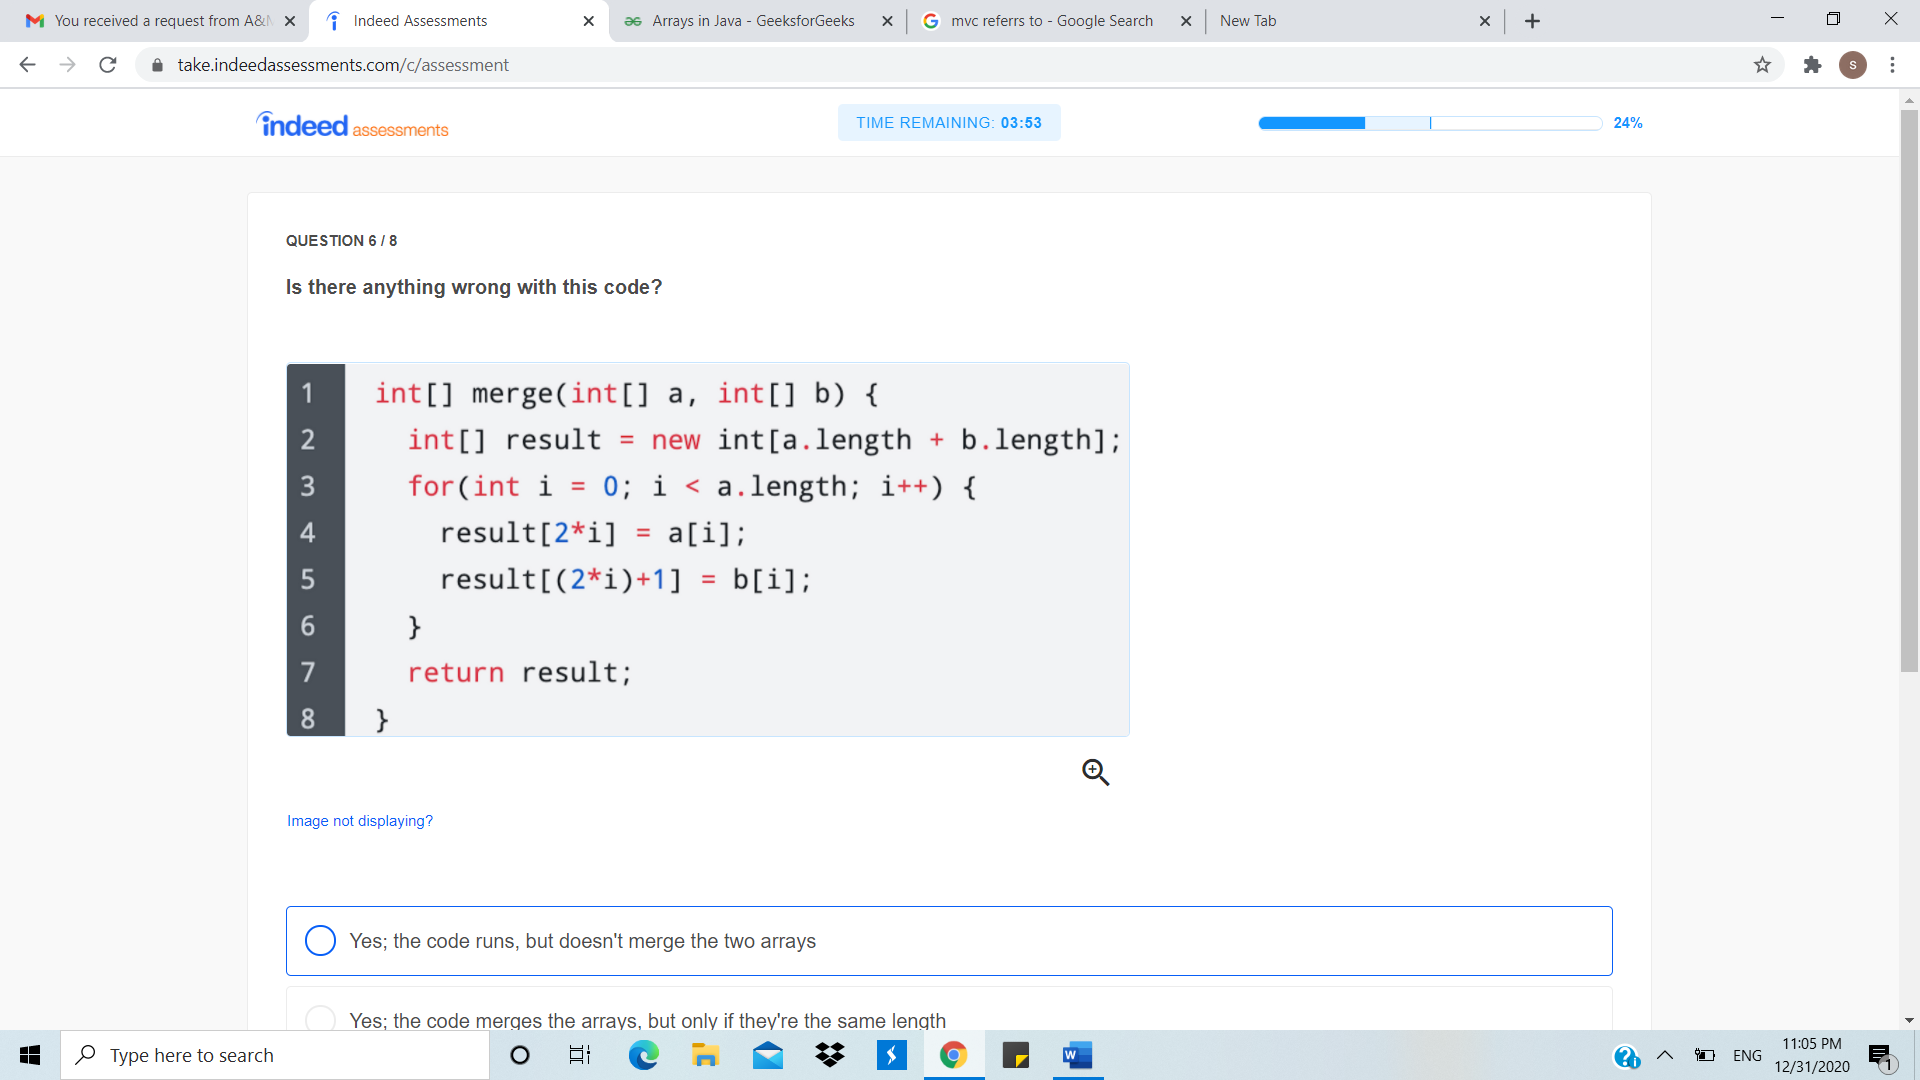 You received a request from A&M
Indeed Assessments
Arrays in Java - GeeksforGeeks
mvc referrs to - Google Search
New Tab
take.indeedassessments.com/c/assessment
S
indeed assessments
TIME REMAINING: 03:53
24%
QUESTION 6 / 8
Is there anything wrong with this code?
1 int[] merge(int[] a, int[] b) {
2 int[] result = new int[a.length + b.length];
3 for(int i = 0; i < a.length; i++) {
4 result[2*i] = a[i];
5 result[(2*i)+1] = b[i];
6 }
7 return result;
8 }
Image not displaying?
Yes; the code runs, but doesn't merge the two arrays
Yes; the code merges the arrays, but only if they're the same length
Type here to search
ENG
11:05 PM
12/31/2020
1